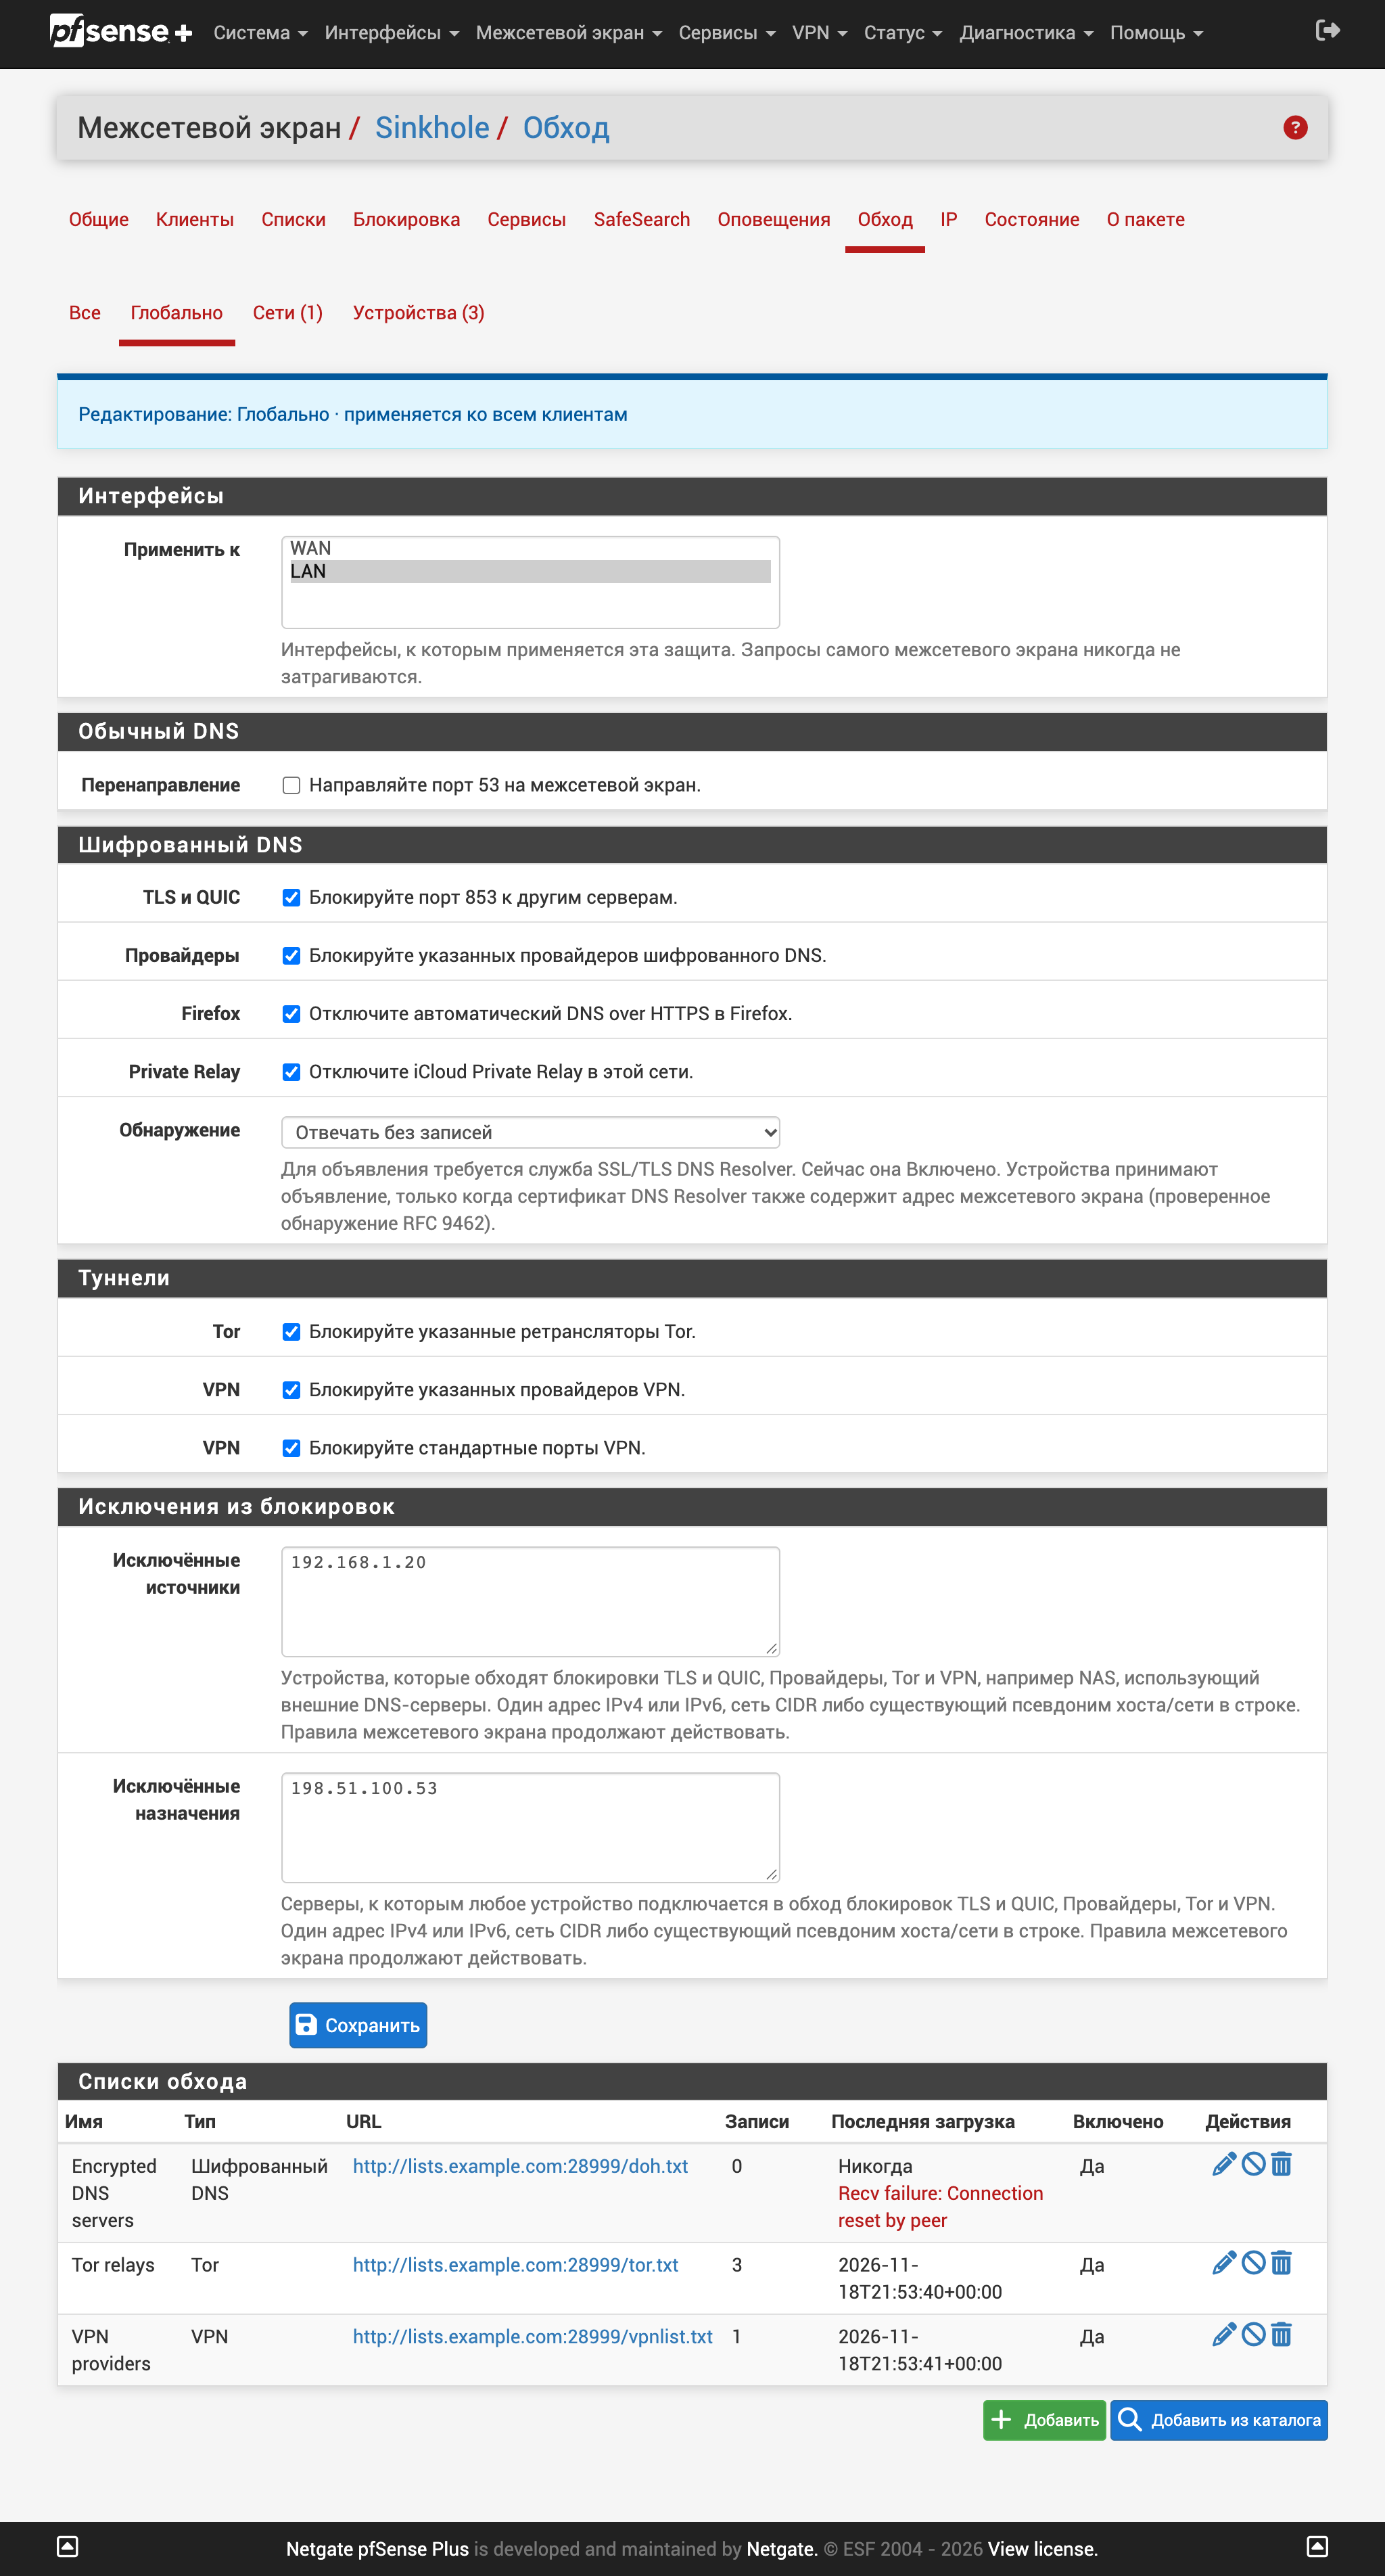 pfsense +
Система Интерфейсы Межсетевой экран Сервисы VPN Статус Диагностика Помощь
Межсетевой экран / Sinkhole / Обход
Общие Клиенты Списки Блокировка Сервисы SafeSearch Оповещения Обход IP Состояние О пакете
Все Глобально Сети (1) Устройства (3)
Редактирование: Глобально · применяется ко всем клиентам
Интерфейсы
Применить к
WAN
LAN
Интерфейсы, к которым применяется эта защита. Запросы самого межсетевого экрана никогда не
затрагиваются.
Обычный DNS
Перенаправление Направляйте порт 53 на межсетевой экран.
Шифрованный DNS
TLS и QUIC Блокируйте порт 853 к другим серверам.
Провайдеры Блокируйте указанных провайдеров шифрованного DNS.
Firefox Отключите автоматический DNS over HTTPS в Firefox.
Private Relay Отключите iCloud Private Relay в этой сети.
Обнаружение Отвечать без записей
Для объявления требуется служба SSL/TLS DNS Resolver. Сейчас она Включено. Устройства принимают
объявление, только когда сертификат DNS Resolver также содержит адрес межсетевого экрана (проверенное
обнаружение RFC 9462).
Туннели
Tor Блокируйте указанные ретрансляторы Tor.
VPN Блокируйте указанных провайдеров VPN.
VPN Блокируйте стандартные порты VPN.
Исключения из блокировок
Исключённые
источники
192.168.1.20
Устройства, которые обходят блокировки TLS и QUIC, Провайдеры, Tor и VPN, например NAS, использующий
внешние DNS-серверы. Один адрес IPv4 или IPv6, сеть CIDR либо существующий псевдоним хоста/сети в строке.
Правила межсетевого экрана продолжают действовать.
Исключённые
назначения
198.51.100.53
Серверы, к которым любое устройство подключается в обход блокировок TLS и QUIC, Провайдеры, Tor и VPN.
Один адрес IPv4 или IPv6, сеть CIDR либо существующий псевдоним хоста/сети в строке. Правила межсетевого
экрана продолжают действовать.
Сохранить
Списки обхода
Имя Тип URL Записи Последняя загрузка Включено Действия
Encrypted
DNS
servers
Шифрованный
DNS
http://lists.example.com:28999/doh.txt
0
Никогда
Recv failure: Connection
reset by peer
Да
Tor relays
Tor
http://lists.example.com:28999/tor.txt
3
2026-11-
18T21:53:40+00:00
Да
VPN
providers
VPN
http://lists.example.com:28999/vpnlist.txt
1
2026-11-
18T21:53:41+00:00
Да
Добавить Добавить из каталога
Netgate pfSense Plus is developed and maintained by Netgate. © ESF 2004 - 2026 View license.